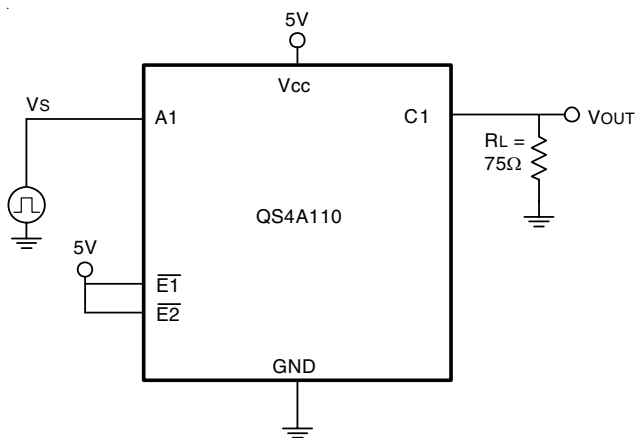 5V
Vcc
VS
A1
C1
VOUT
RL =
75Ω
QS4A110
5V
E1
E2
GND